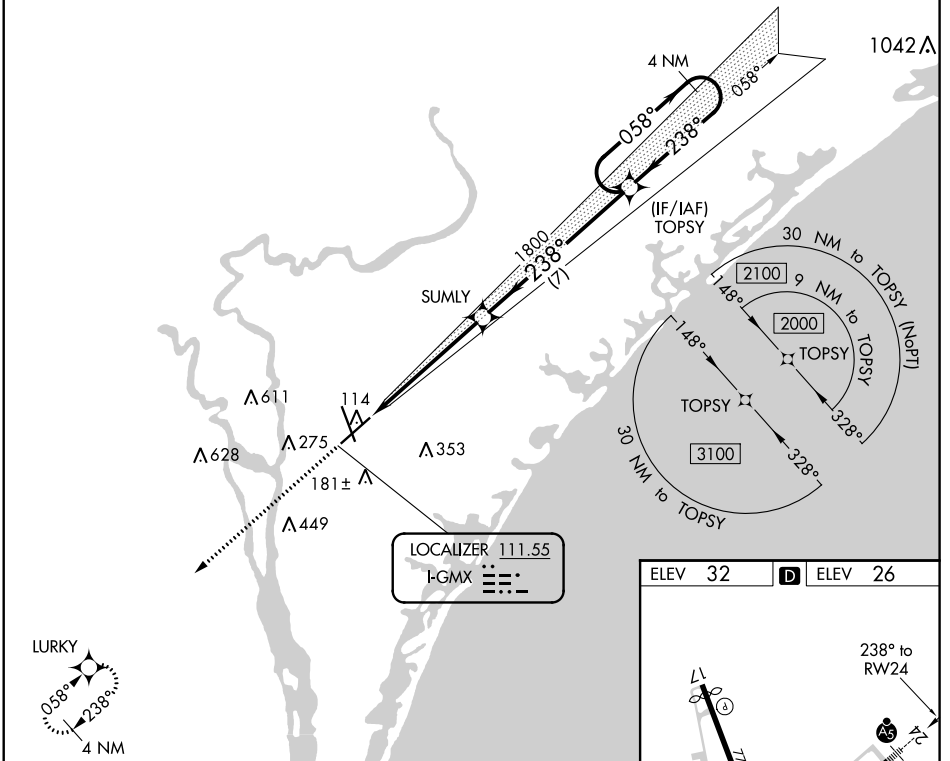 1042
4 NM
058°
058°
238°
(IF/IAF)
TOPSY
1800
238°
(7)
SUMLY
30 NM to TOPSY (NoPT)
2100
9 NM to TOPSY
148°
2000
TOPSY
328°
148°
TOPSY
3100
328°
30 NM to TOPSY
611
114
628
275
353
181±
449
LOCALIZER 111.55
I-GMX
LURKY
058°
238°
4 NM
ELEV 32
D
ELEV 26
238° to
RW24
17
P
A5
24
77